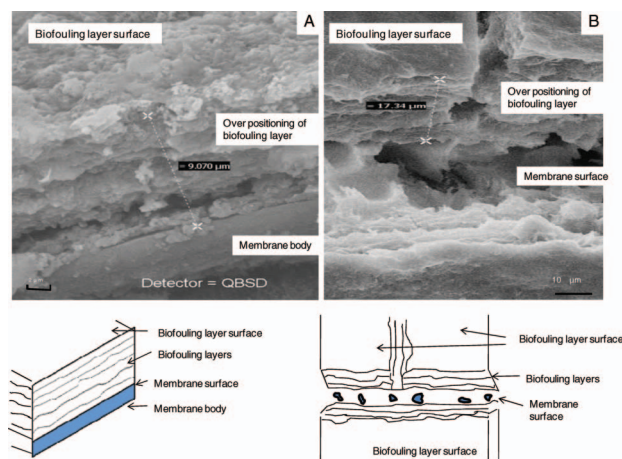 A
Biofouling layer surface
Over positioning of
biofouling layer
= 9.070 µm
Membrane body
Detector = QBSD
B
Biofouling layer surface
= 17.34 µm
Over positioning of
biofouling layer
Membrane surface
10 µm
Biofouling layer surface
Biofouling layers
Membrane surface
Membrane body
Biofouling layer surface
Biofouling layers
Membrane
surface
Biofouling layer surface